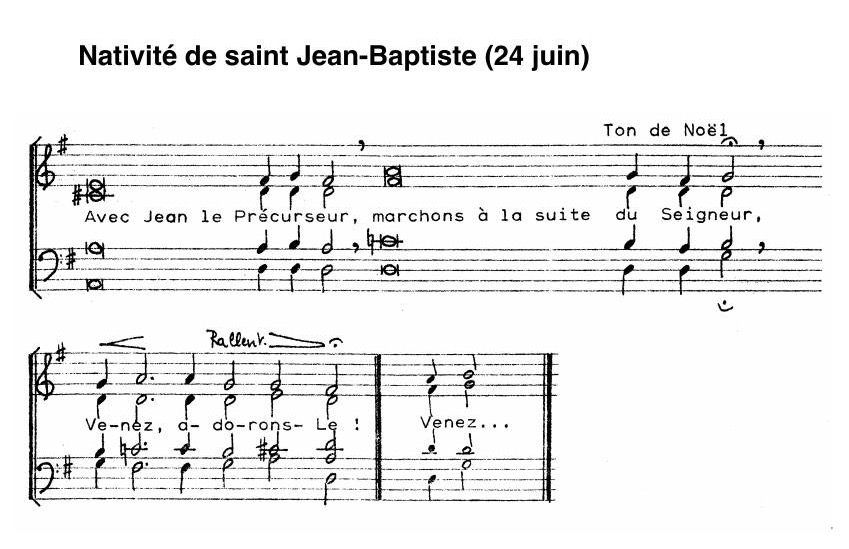 Nativité de saint Jean-Baptiste (24 juin)
Ton de Noël
Avec Jean le Précurseur, marchons à la suite du Seigneur,
Rallent.
Ve-nez, a- do-rons- Le ! Venez...